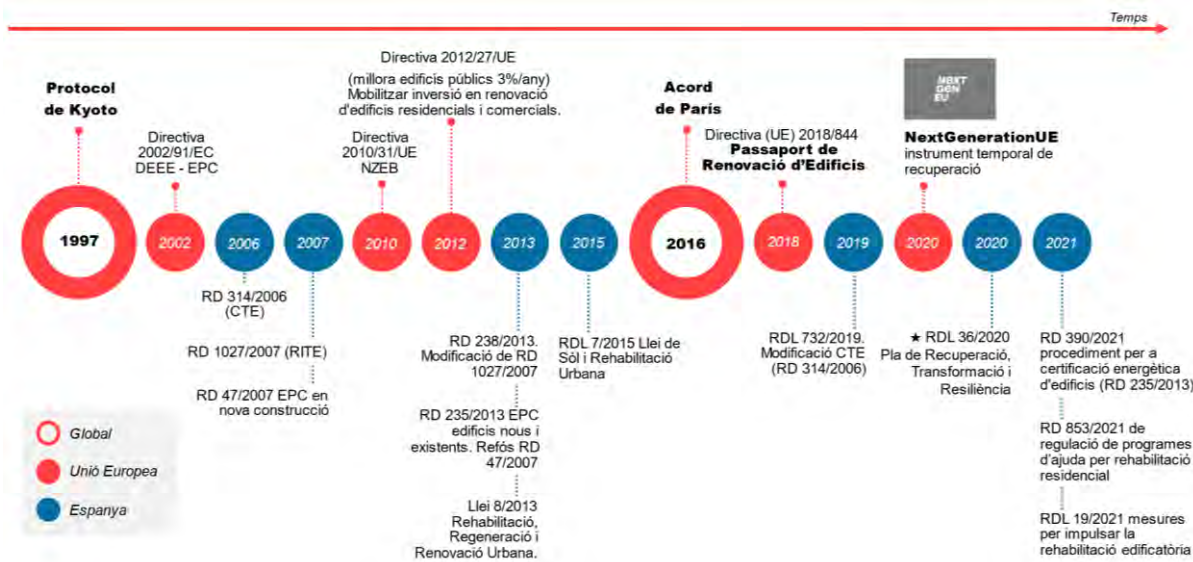 Temps
Protocol
de Kyoto
Directiva
2002/91/EC
DEEE - EPC
Directiva 2012/27/UE
(millora edificis públics 3%/any)
Mobilitzar inversió en renovació
d'edificis residencials i comercials.
Directiva
2010/31/UE
NZEB
Acord
de París
Directiva (UE) 2018/844
Passaport de
Renovació d'Edificis
NEXT
GEN
EU
NextGenerationUE
instrument temporal de
recuperació
1997
2002
2006
2007
2010
2012
2013
2015
2016
2018
2019
2020
2020
2021
RD 314/2006
(CTE)
RD 1027/2007 (RITE)
RD 47/2007 EPC en
nova construcció
RD 238/2013.
Modificació de RD
1027/2007
RD 235/2013 EPC
edificis nous i
existents. Refós RD
47/2007
Llei 8/2013
Rehabilitació,
Regeneració i
Renovació Urbana.
RDL 7/2015 Llei de
Sòl i Rehabilitació
Urbana
RDL 732/2019.
Modificació CTE
(RD 314/2006)
★ RDL 36/2020
Pla de Recuperació,
Transformació i
Resiliència
RD 390/2021
procediment per a
certificació energètica
d'edificis (RD 235/2013)
RD 853/2021 de
regulació de programes
d'ajuda per rehabilitació
residencial
RDL 19/2021 mesures
per impulsar la
rehabilitació edificatòria
Global
Unió Europea
Espanya